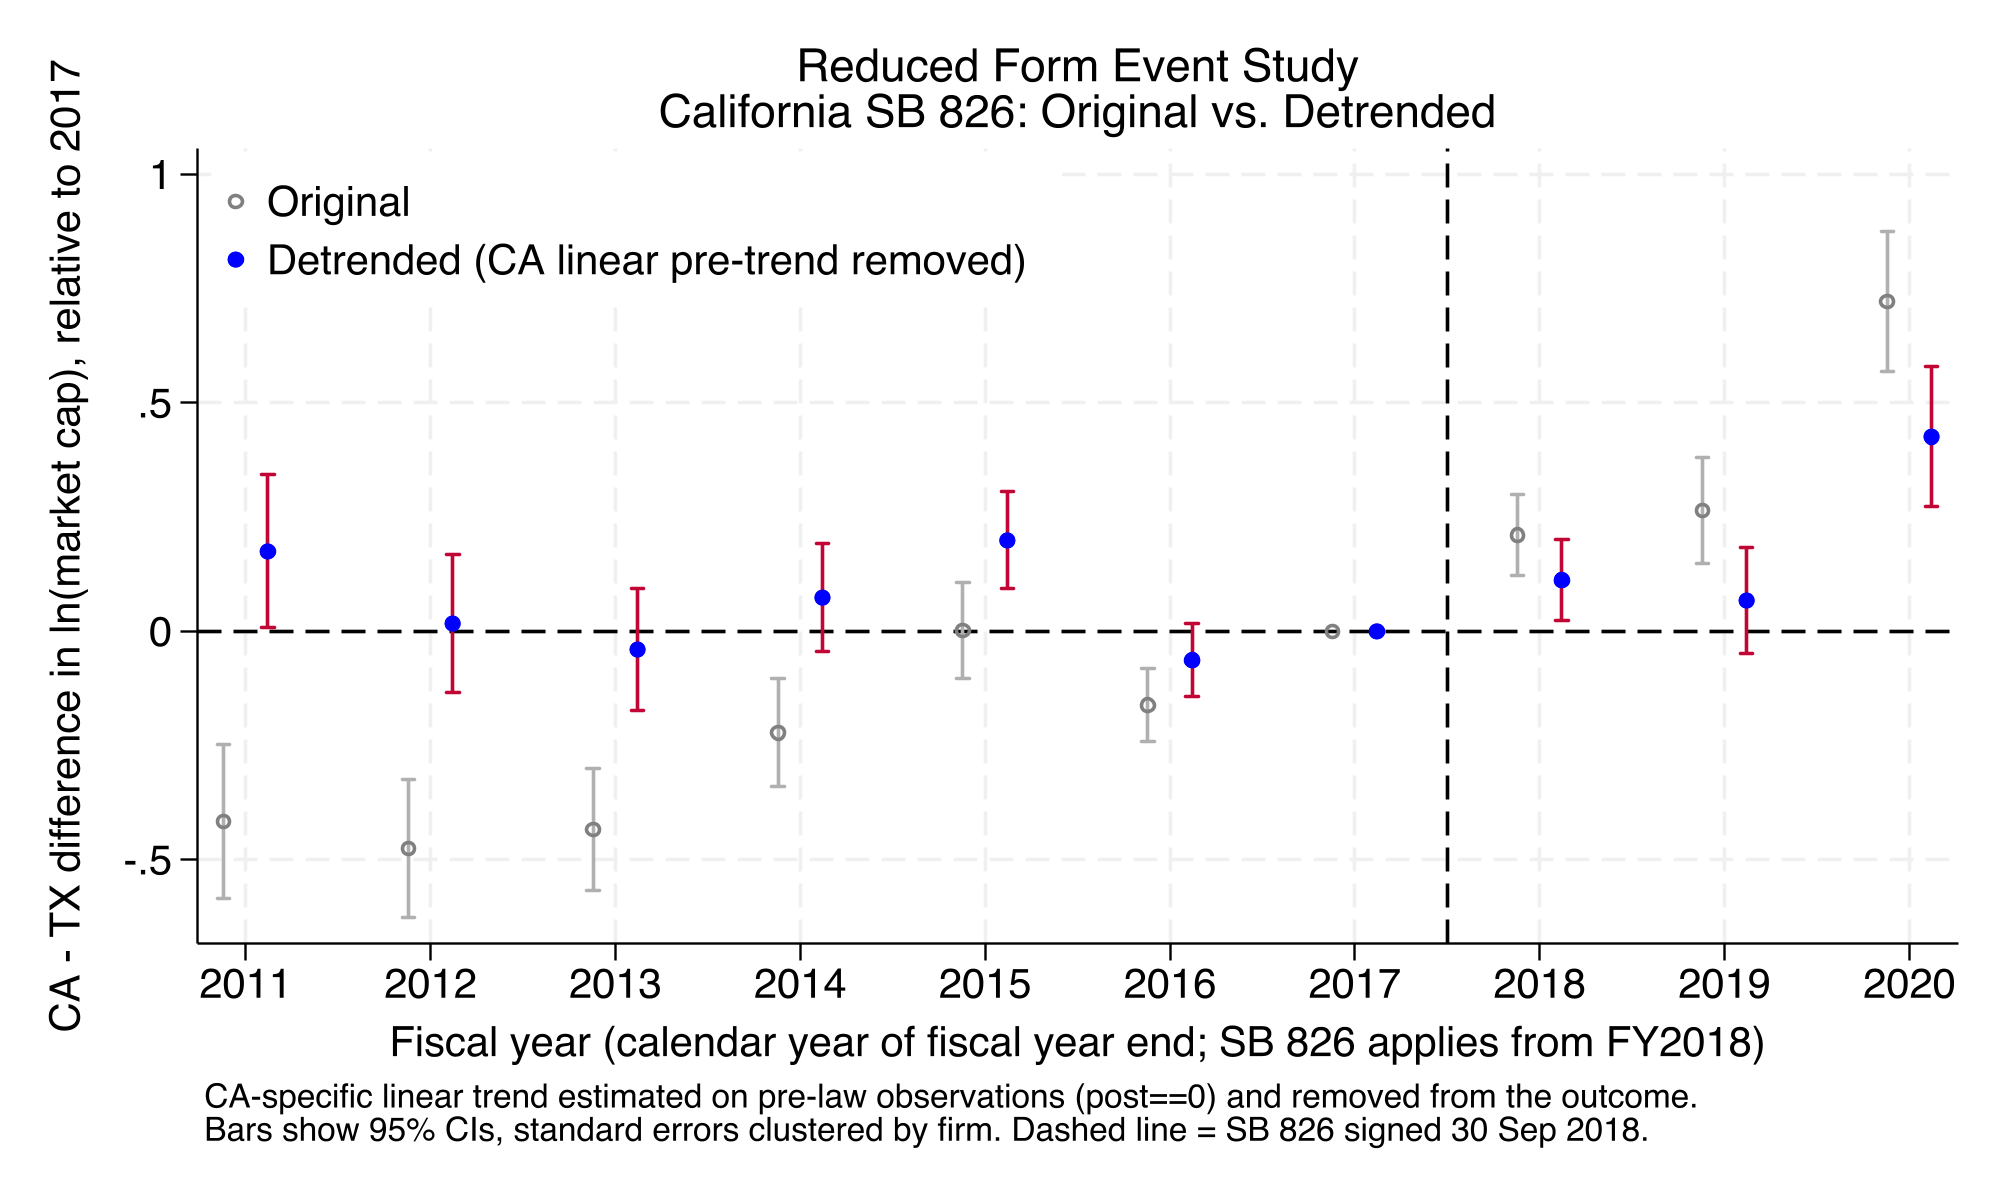 Reduced Form Event Study
California SB 826: Original vs. Detrended
CA - TX difference in ln(market cap), relative to 2017
1
.5
0
-.5
Original
Detrended (CA linear pre-trend removed)
2011 2012 2013 2014 2015 2016 2017 2018 2019 2020
Fiscal year (calendar year of fiscal year end; SB 826 applies from FY2018)
CA-specific linear trend estimated on pre-law observations (post==0) and removed from the outcome.
Bars show 95% CIs, standard errors clustered by firm. Dashed line = SB 826 signed 30 Sep 2018.